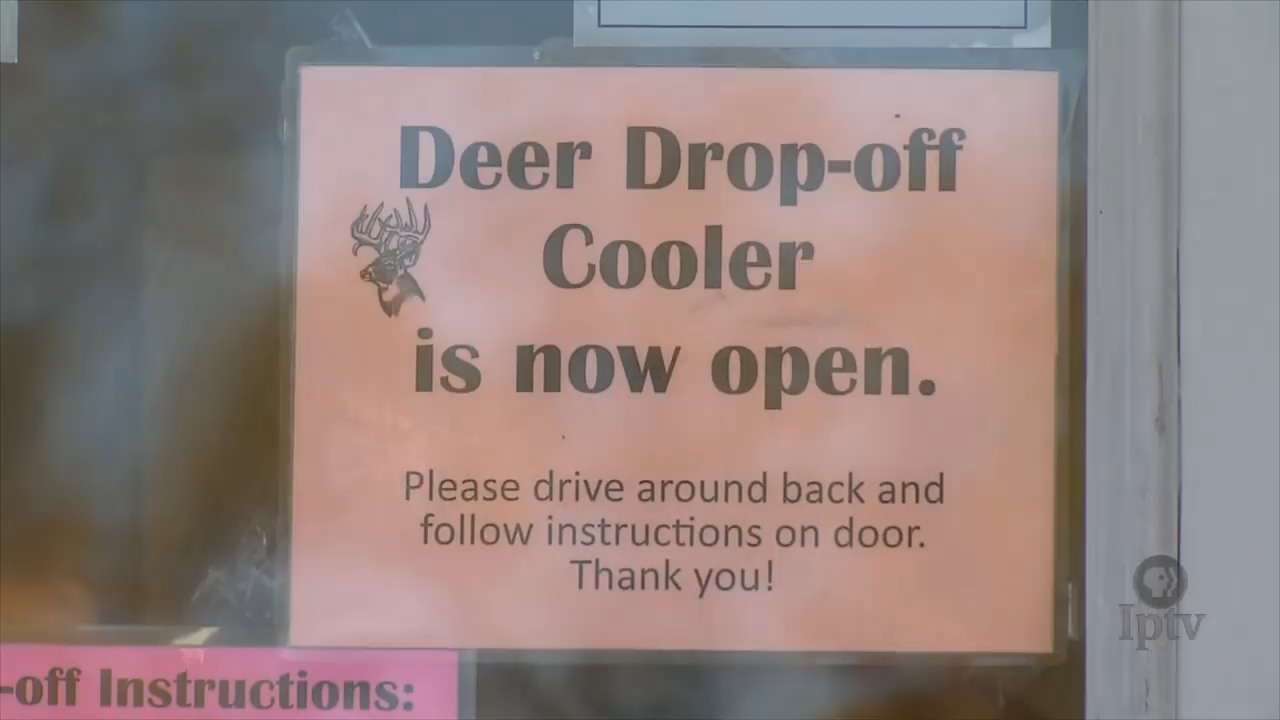 Deer Drop-off
Cooler
is now open.
Please drive around back and
follow instructions on door.
Thank you!
-off Instructions:
Iptv